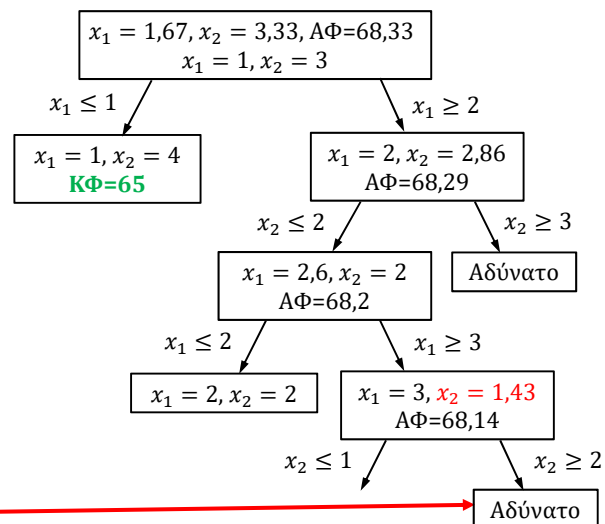 x₁ = 1,67, x₂ = 3,33, ΑΦ=68,33
x₁ = 1, x₂ = 3
x₁ ≤ 1
x₁ ≥ 2
x₁ = 1, x₂ = 4
ΚΦ=65
x₁ = 2, x₂ = 2,86
ΑΦ=68,29
x₂ ≤ 2
x₂ ≥ 3
x₁ = 2,6, x₂ = 2
ΑΦ=68,2
Αδύνατο
x₁ ≤ 2
x₁ ≥ 3
x₁ = 2, x₂ = 2
x₁ = 3, x₂ = 1,43
ΑΦ=68,14
x₂ ≤ 1
x₂ ≥ 2
Αδύνατο